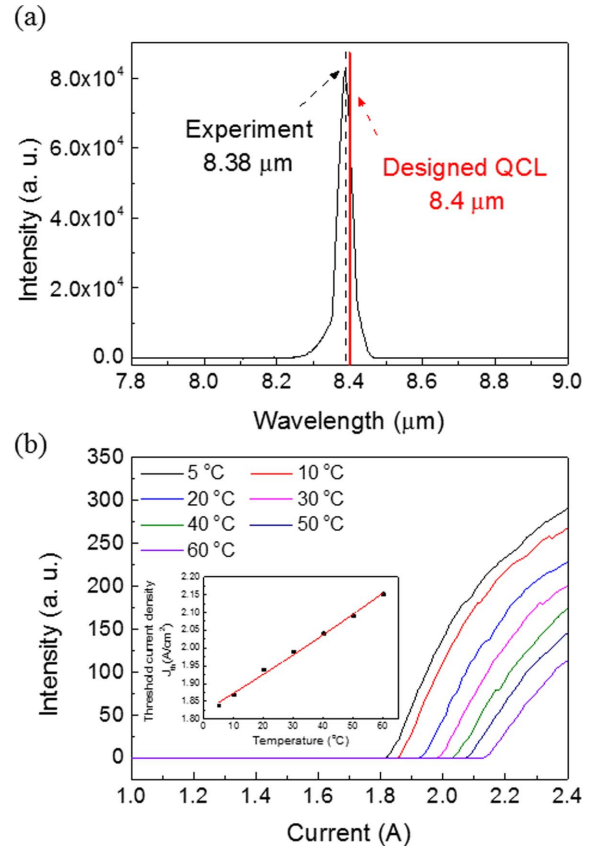 (a)
8.0x10⁴
6.0x10⁴
4.0x10⁴
2.0x10⁴
0.0
Intensity (a. u.)
Experiment
8.38 μm
Designed QCL
8.4 μm
7.8 8.0 8.2 8.4 8.6 8.8 9.0
Wavelength (μm)
(b)
350
300
250
200
150
100
50
0
Intensity (a. u.)
5 °C 10 °C
20 °C 30 °C
40 °C 50 °C
60 °C
Threshold current density
Jth(A/cm²)
2.20
2.15
2.10
2.05
2.00
1.95
1.90
1.85
1.80
0 10 20 30 40 50 60
Temperature (°C)
1.0 1.2 1.4 1.6 1.8 2.0 2.2 2.4
Current (A)